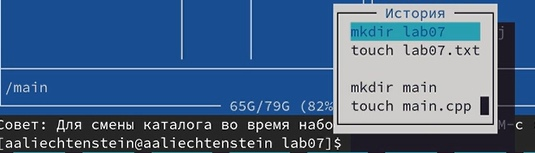 История
mkdir lab07
j
touch lab07.txt
/main
mkdir main
65G/79G (82%
touch main.cpp
Совет: Для смены каталога во время набо М-с
[aaliechtenstein@aaliechtenstein lab07]$